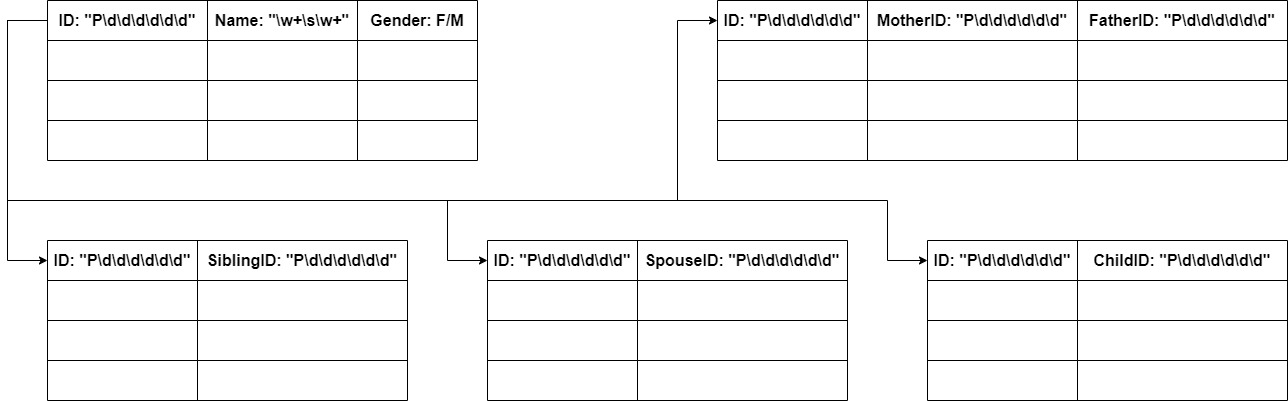 ID: "P\d\d\d\d\d\d" Name: "\w+\s\w+" Gender: F/M
ID: "P\d\d\d\d\d\d" MotherID: "P\d\d\d\d\d\d" FatherID: "P\d\d\d\d\d\d"
ID: "P\d\d\d\d\d\d" SiblingID: "P\d\d\d\d\d\d"
ID: "P\d\d\d\d\d\d" SpouseID: "P\d\d\d\d\d\d"
ID: "P\d\d\d\d\d\d" ChildID: "P\d\d\d\d\d\d"